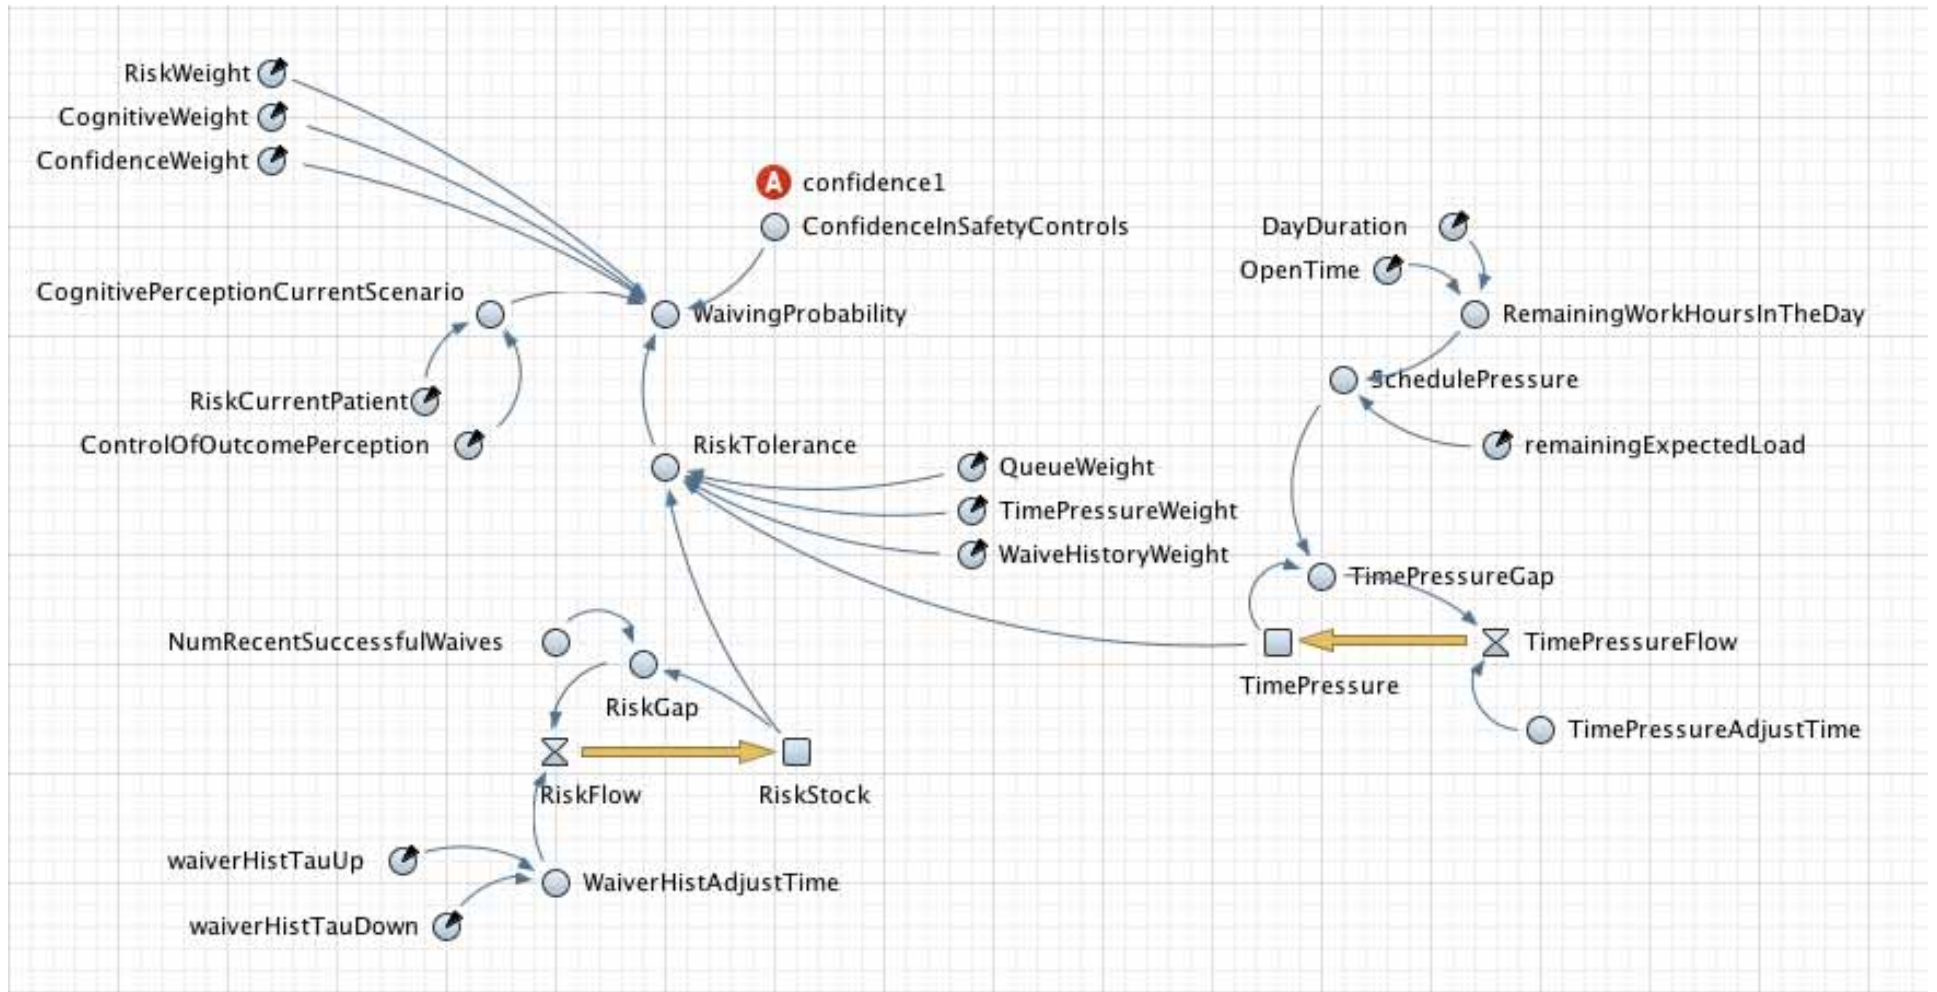 RiskWeight
CognitiveWeight
ConfidenceWeight
A confidence1
ConfidenceInSafetyControls
DayDuration
OpenTime
CognitivePerceptionCurrentScenario
WaivingProbability
RemainingWorkHoursInTheDay
SchedulePressure
RiskCurrentPatient
ControlOfOutcomePerception
RiskTolerance
remainingExpectedLoad
QueueWeight
TimePressureWeight
WaiveHistoryWeight
TimePressureGap
NumRecentSuccessfulWaives
TimePressureFlow
TimePressure
RiskGap
TimePressureAdjustTime
RiskFlow
RiskStock
waiverHistTauUp
WaiverHistAdjustTime
waiverHistTauDown